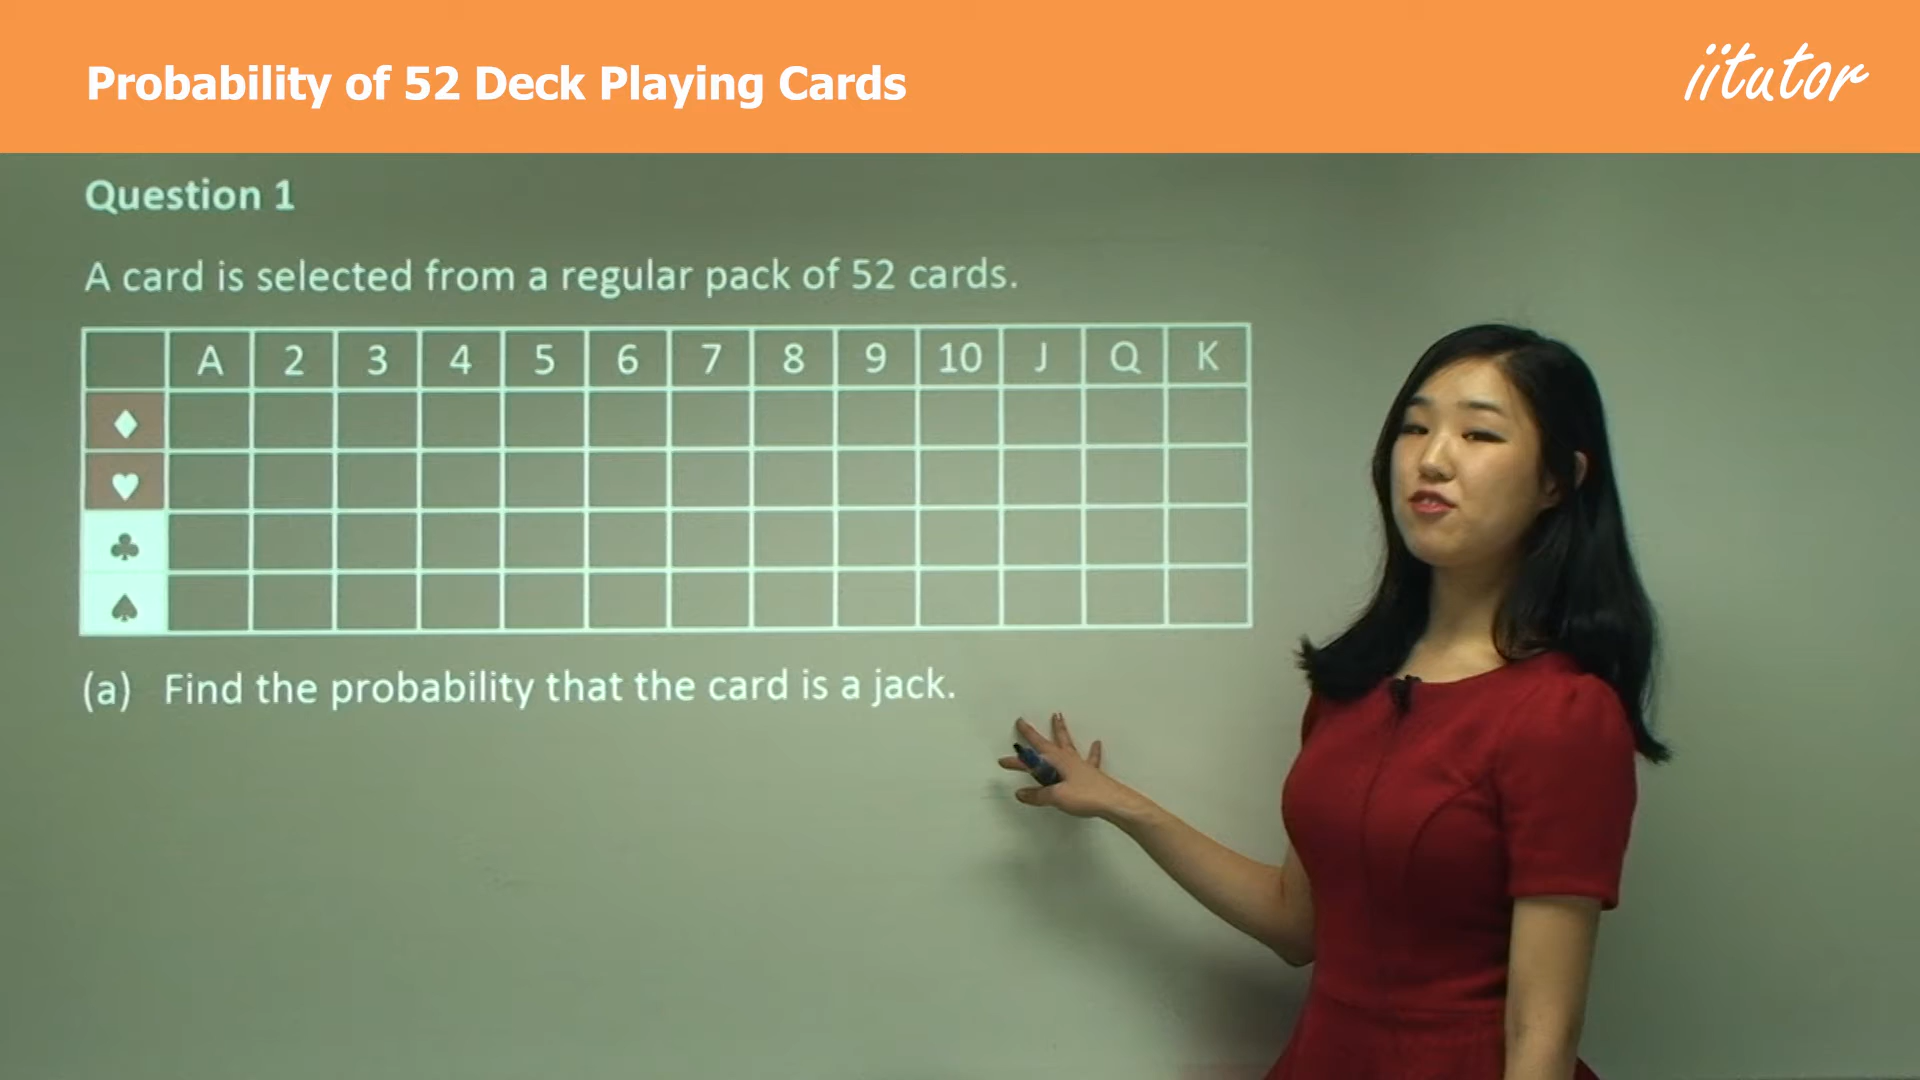 Probability of 52 Deck Playing Cards
iitutor
Question 1
A card is selected from a regular pack of 52 cards.
A 2 3 4 5 6 7 8 9 10 J Q K
♦
♥
♣
♠
(a) Find the probability that the card is a jack.